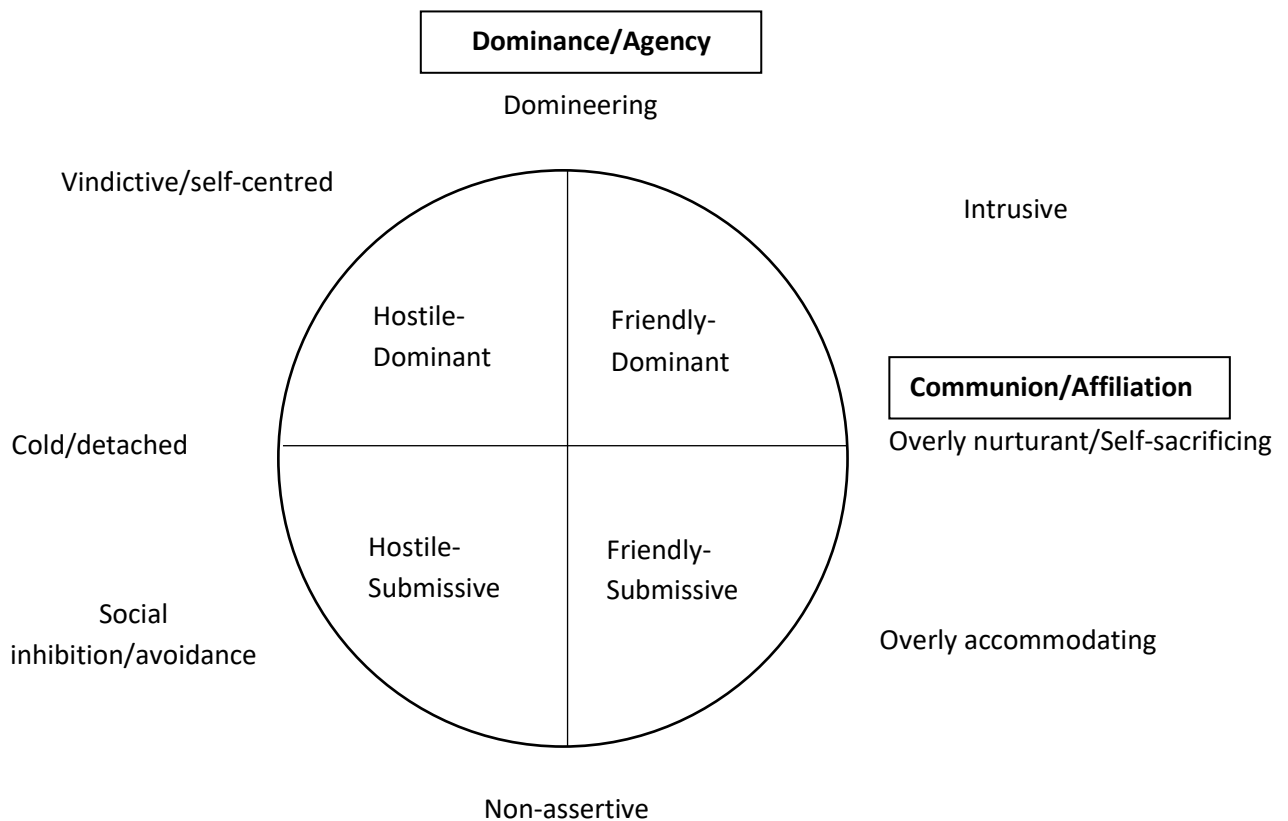 Dominance/Agency
Domineering
Vindictive/self-centred
Intrusive
Hostile-
Dominant
Friendly-
Dominant
Communion/Affiliation
Cold/detached
Overly nurturant/Self-sacrificing
Hostile-
Submissive
Friendly-
Submissive
Social
inhibition/avoidance
Overly accommodating
Non-assertive